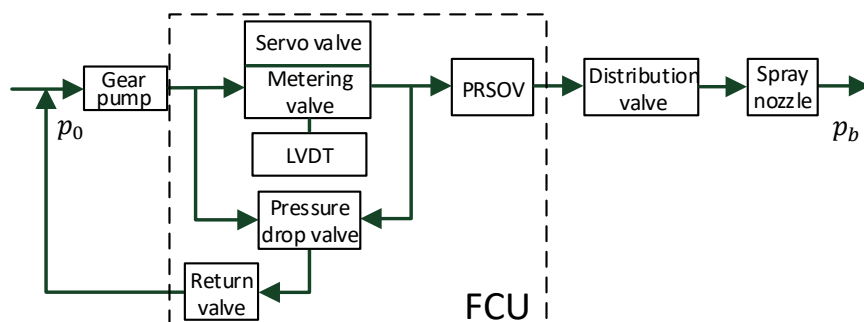 Servo valve
Gear
pump
Metering
valve
PRSOV
Distribution
valve
Spray
nozzle
p₀
p_b
LVDT
Pressure
drop valve
Return
valve
FCU